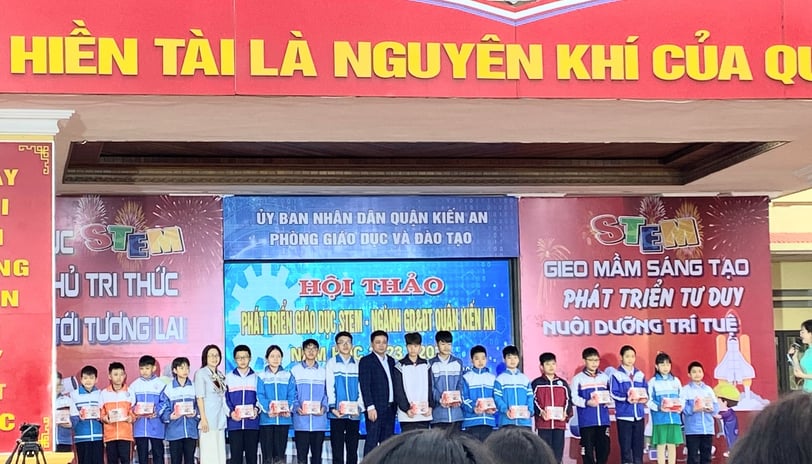 HIỀN TÀI LÀ NGUYÊN KHÍ CỦA
STEM
THỦ TRI THỨC
TỚI TƯƠNG LAI
ỦY BAN NHÂN DÂN QUẬN KIẾN AN
PHÒNG GIÁO DỤC VÀ ĐÀO TẠO
HỘI THẢO
PHÁT TRIỂN GIÁO DỤC STEM - NGÀNH GD&ĐT QUẬN KIẾN AN
STEM
GIEO MẦM SÁNG TẠO
PHÁT TRIỂN TƯ DUY
NUÔI DƯỠNG TRÍ TUỆ